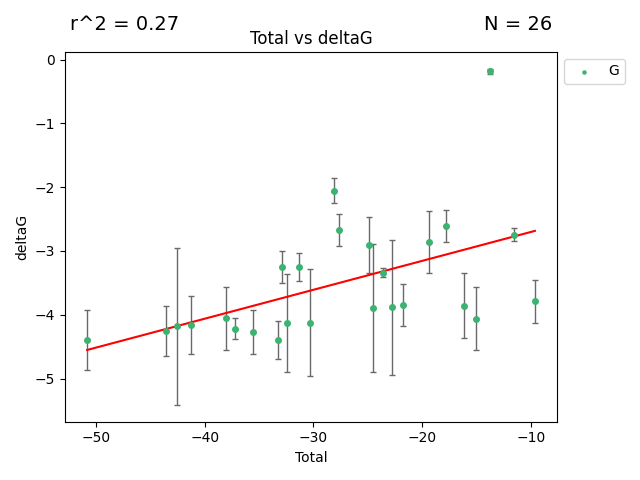 r^2 = 0.27
N = 26
Total vs deltaG
G
0
−1
−2
−3
−4
−5
deltaG
−50
−40
−30
−20
−10
Total